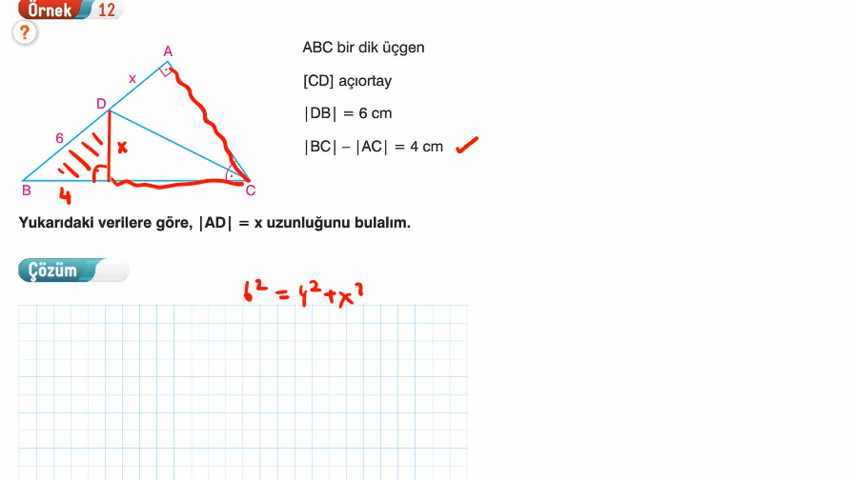 Örnek 12
?
ABC bir dik üçgen
[CD] açıortay
|DB| = 6 cm
|BC| – |AC| = 4 cm
A
x
D
6
x
B
4
C
Yukarıdaki verilere göre, |AD| = x uzunluğunu bulalım.
Çözüm
6² = 4² + x²